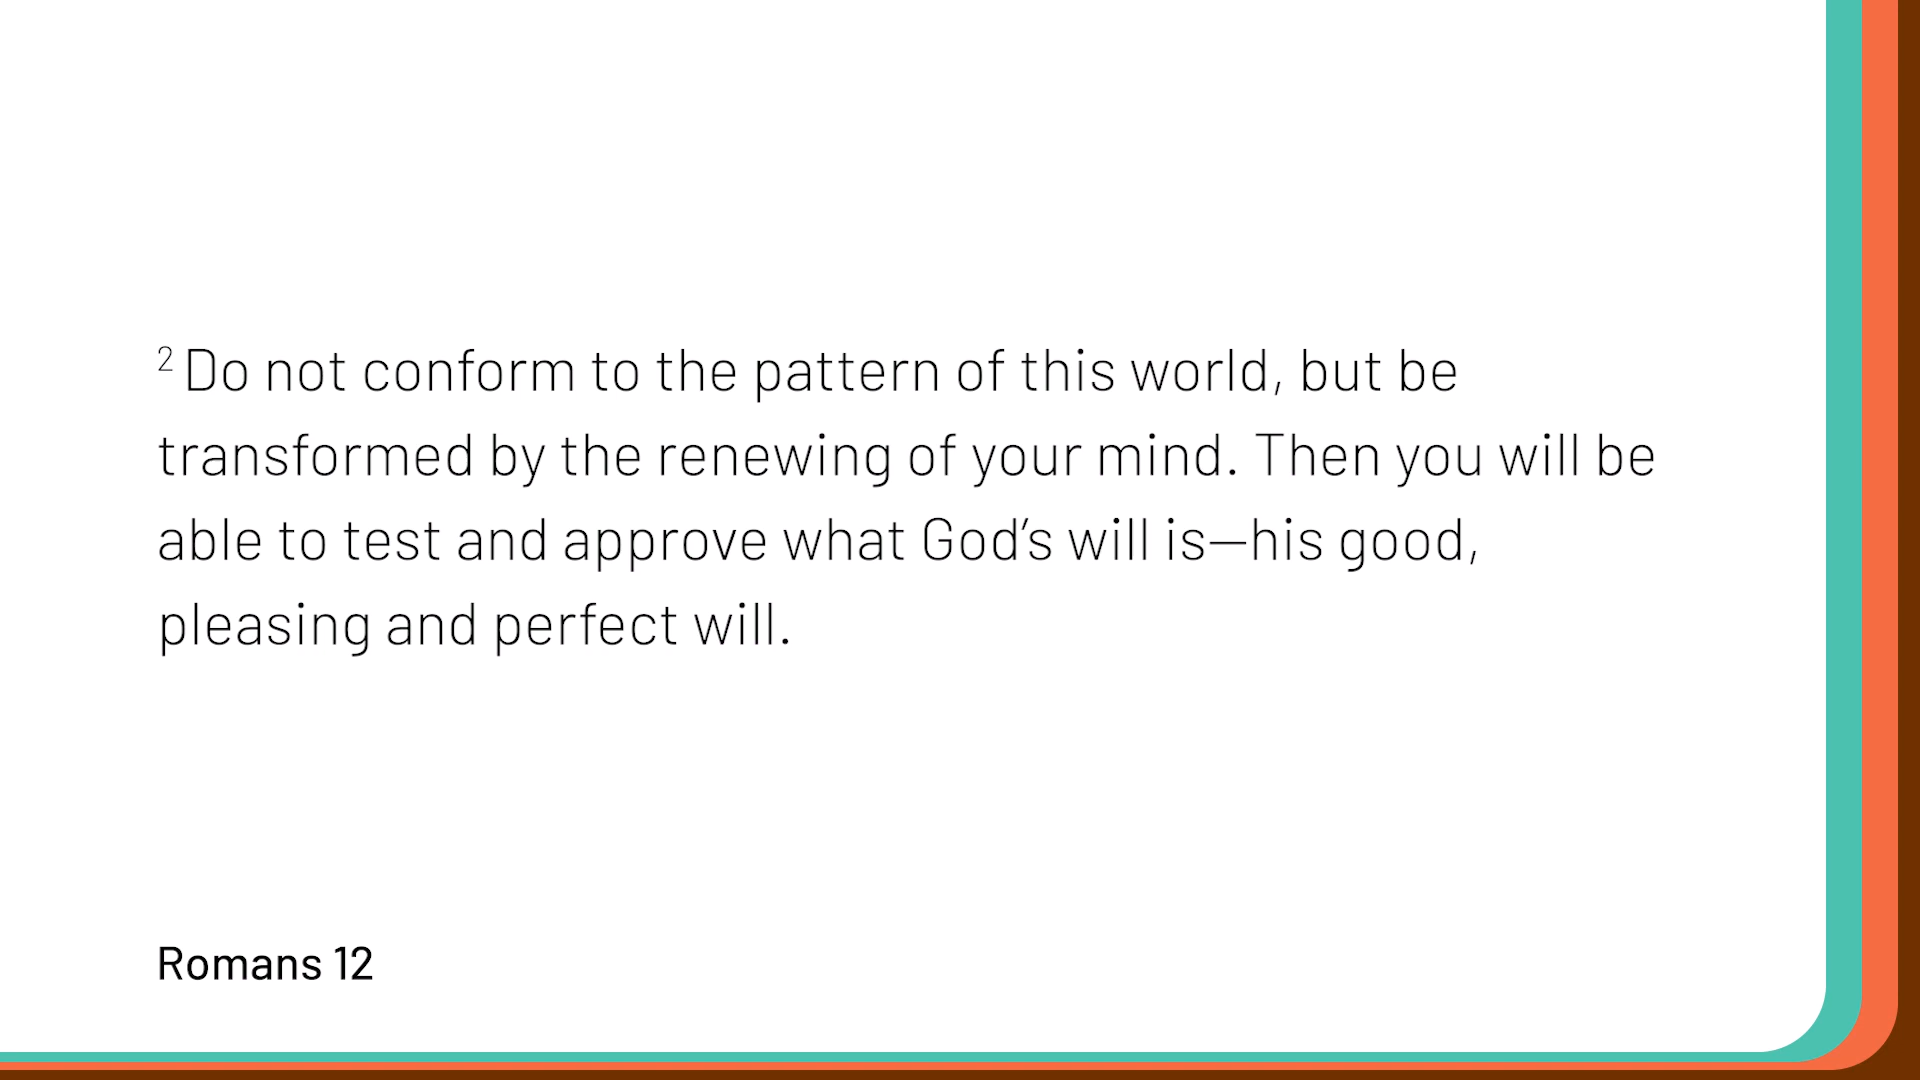 ² Do not conform to the pattern of this world, but be
transformed by the renewing of your mind. Then you will be
able to test and approve what God’s will is—his good,
pleasing and perfect will.
Romans 12